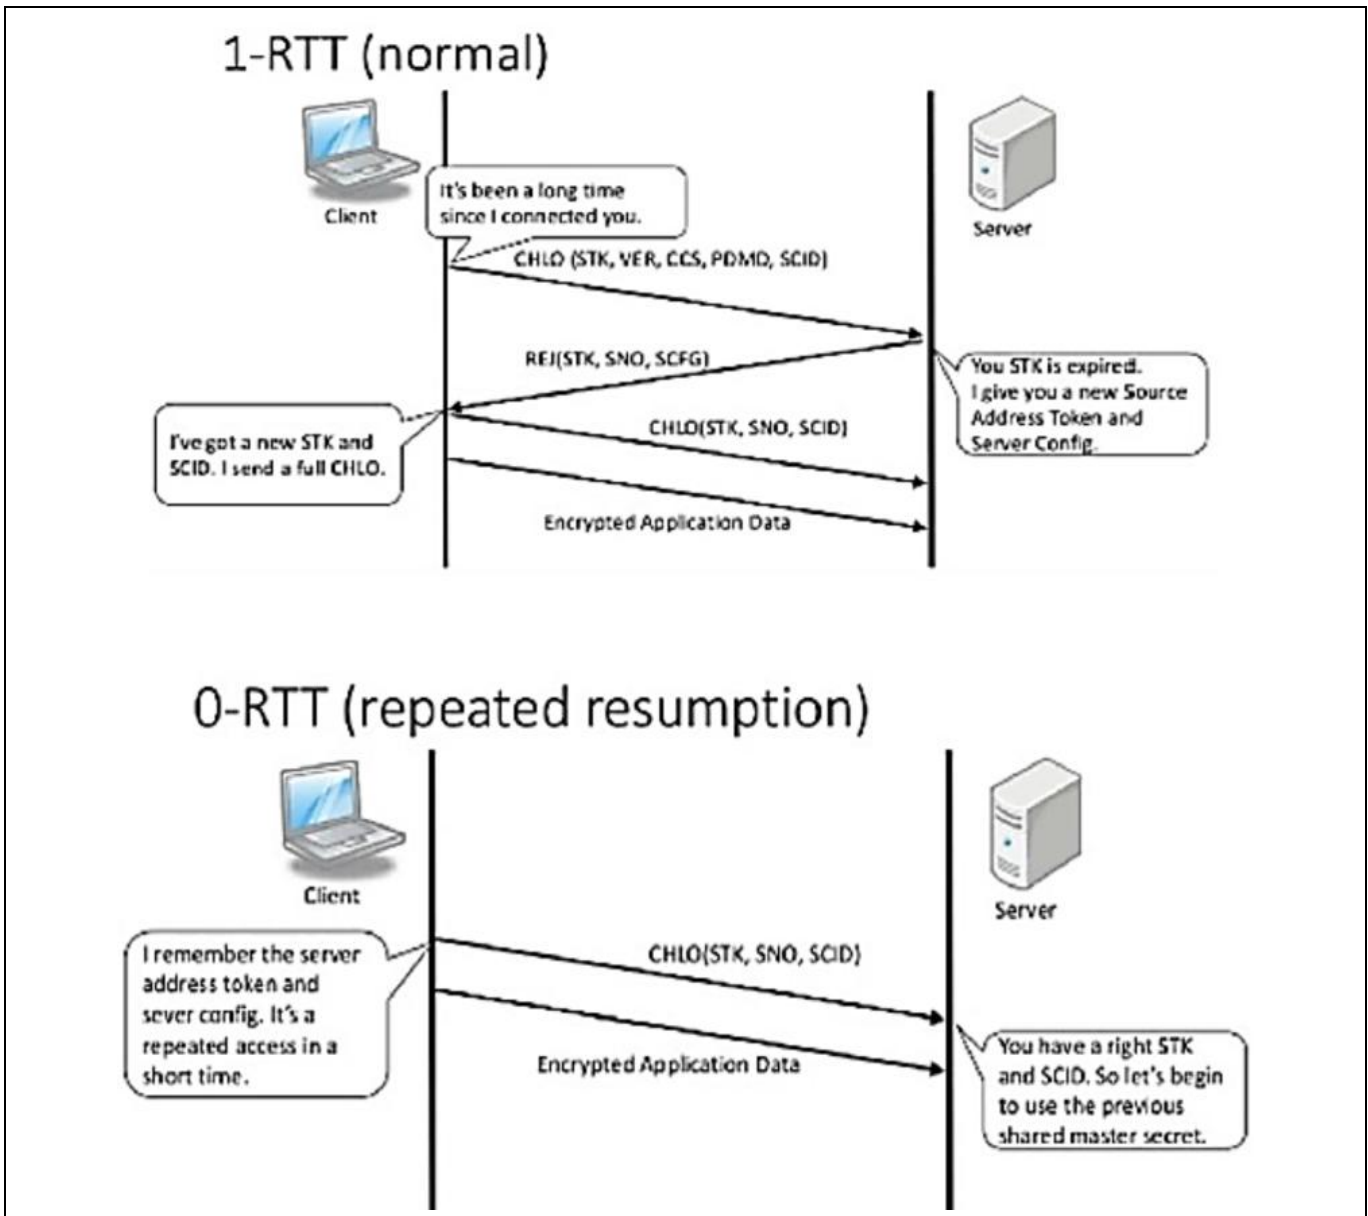 1-RTT (normal)
Client
Server
It's been a long time
since I connected you.
CHLO (STK, VER, CCS, PDMD, SCID)
REJ(STK, SNO, SCFG)
You STK is expired.
I give you a new Source
Address Token and
Server Config.
I've got a new STK and
SCID. I send a full CHLO.
CHLO(STK, SNO, SCID)
Encrypted Application Data
0-RTT (repeated resumption)
Client
Server
I remember the server
address token and
sever config. It's a
repeated access in a
short time.
CHLO(STK, SNO, SCID)
Encrypted Application Data
You have a right STK
and SCID. So let's begin
to use the previous
shared master secret.